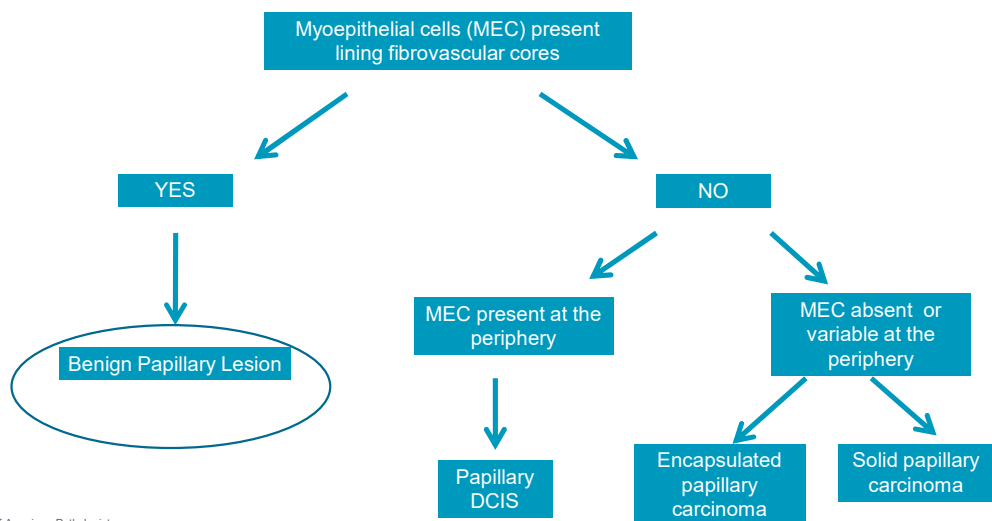 Myoepithelial cells (MEC) present
lining fibrovascular cores
YES
NO
MEC present at the
periphery
MEC absent or
variable at the
periphery
Benign Papillary Lesion
Papillary
DCIS
Encapsulated
papillary
carcinoma
Solid papillary
carcinoma